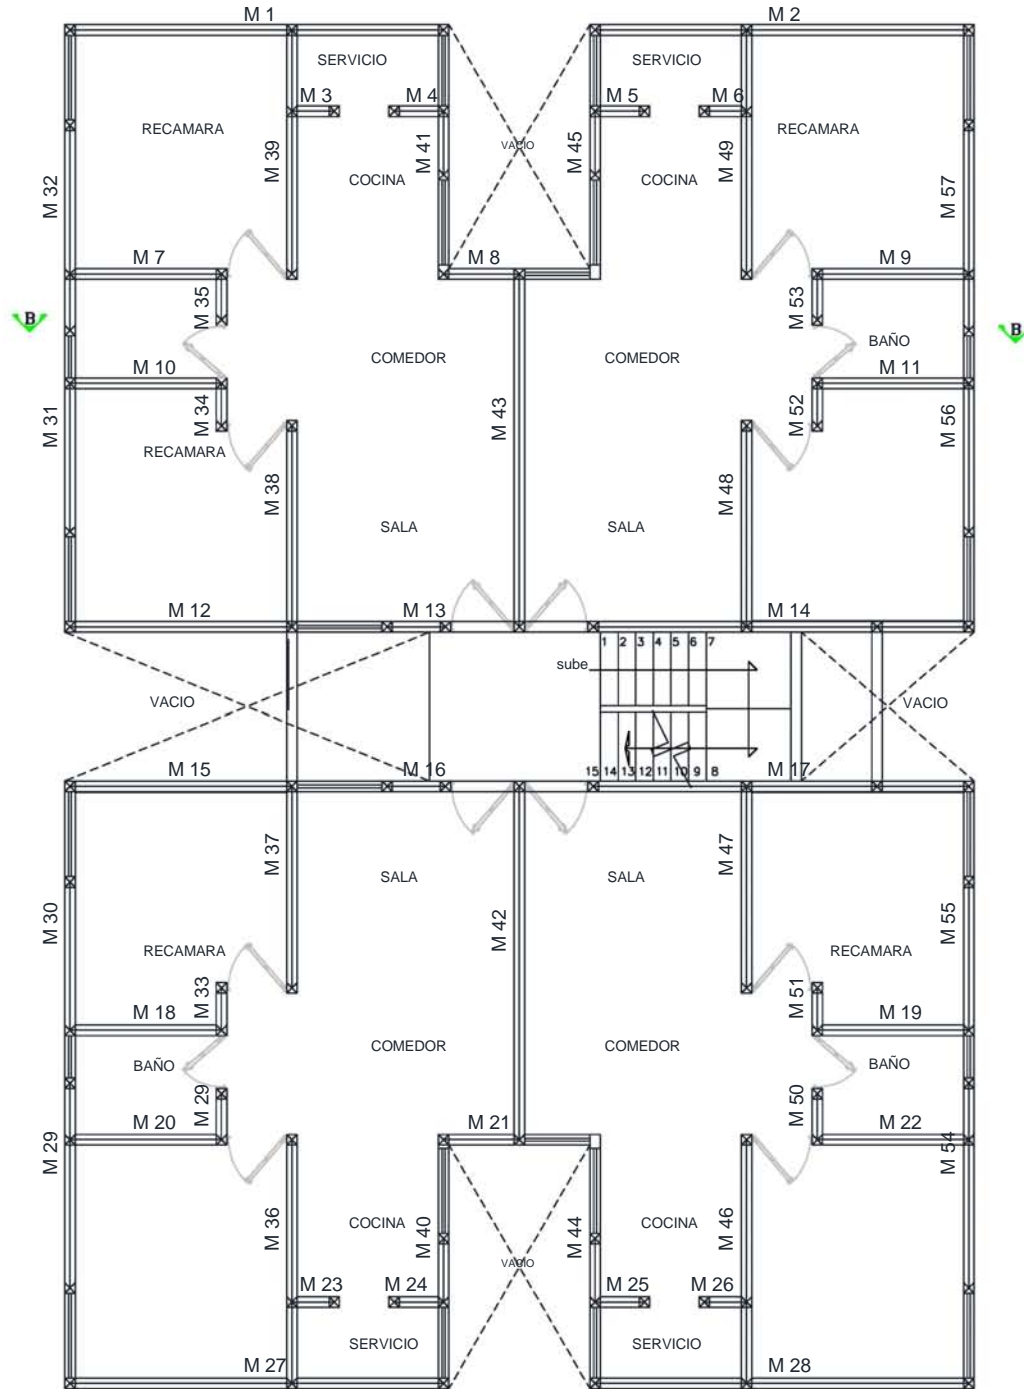 M 1
M 2
SERVICIO
SERVICIO
M 3
M 4
M 5
M 6
RECAMARA
RECAMARA
M 39
M 41
VACIO
M 45
M 49
COCINA
COCINA
M 32
M 57
M 7
M 8
M 9
M 35
M 53
B
B
BAÑO
COMEDOR
COMEDOR
M 10
M 11
M 31
M 34
M 43
M 52
M 56
RECAMARA
M 38
M 48
SALA
SALA
M 12
M 13
M 14
1 2 3 4 5 6 7
sube
VACIO
VACIO
15 14 13 12 11 10 9 8
M 15
M 16
M 17
M 37
M 47
SALA
SALA
M 30
M 42
M 55
RECAMARA
RECAMARA
M 33
M 51
M 18
M 19
COMEDOR
COMEDOR
BAÑO
BAÑO
M 29
M 50
M 20
M 21
M 22
M 29
M 54
M 36
M 40
M 44
M 46
COCINA
COCINA
VACIO
M 23
M 24
M 25
M 26
SERVICIO
SERVICIO
M 27
M 28